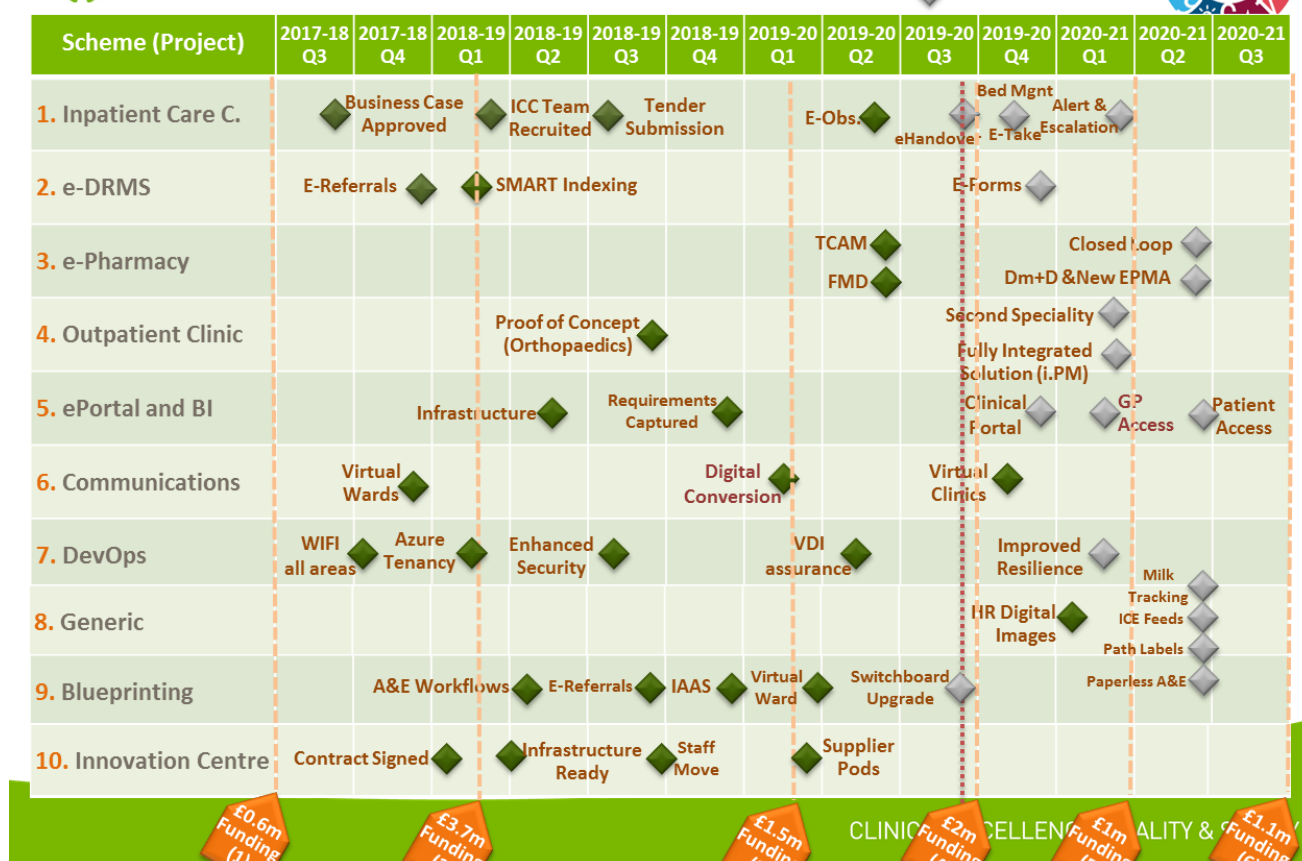 Scheme (Project)
2017-18 Q3
2017-18 Q4
2018-19 Q1
2018-19 Q2
2018-19 Q3
2018-19 Q4
2019-20 Q1
2019-20 Q2
2019-20 Q3
2019-20 Q4
2020-21 Q1
2020-21 Q2
2020-21 Q3
1. Inpatient Care C.
Business Case
Approved
ICC Team
Recruited
Tender
Submission
E-Obs.
eHandover
Bed Mgnt
E-Take
Alert &
Escalation
2. e-DRMS
E-Referrals
SMART Indexing
E-Forms
3. e-Pharmacy
TCAM
FMD
Closed Loop
Dm+D &New EPMA
4. Outpatient Clinic
Proof of Concept
(Orthopaedics)
Second Speciality
Fully Integrated
Solution (i.PM)
5. ePortal and BI
Infrastructure
Requirements
Captured
Clinical
Portal
GP
Access
Patient
Access
6. Communications
Virtual
Wards
Digital
Conversion
Virtual
Clinics
7. DevOps
WIFI
all areas
Azure
Tenancy
Enhanced
Security
VDI
assurance
Improved
Resilience
8. Generic
HR Digital
Images
Milk
Tracking
ICE Feeds
Path Labels
Paperless A&E
9. Blueprinting
A&E Workflows
E-Referrals
IAAS
Virtual
Ward
Switchboard
Upgrade
10. Innovation Centre
Contract Signed
Infrastructure
Ready
Staff
Move
Supplier
Pods
£0.6m
Funding
(1)
£3.7m
Funding
£1.5m
Funding
£2m
Funding
£1m
Funding
£1.1m
Funding